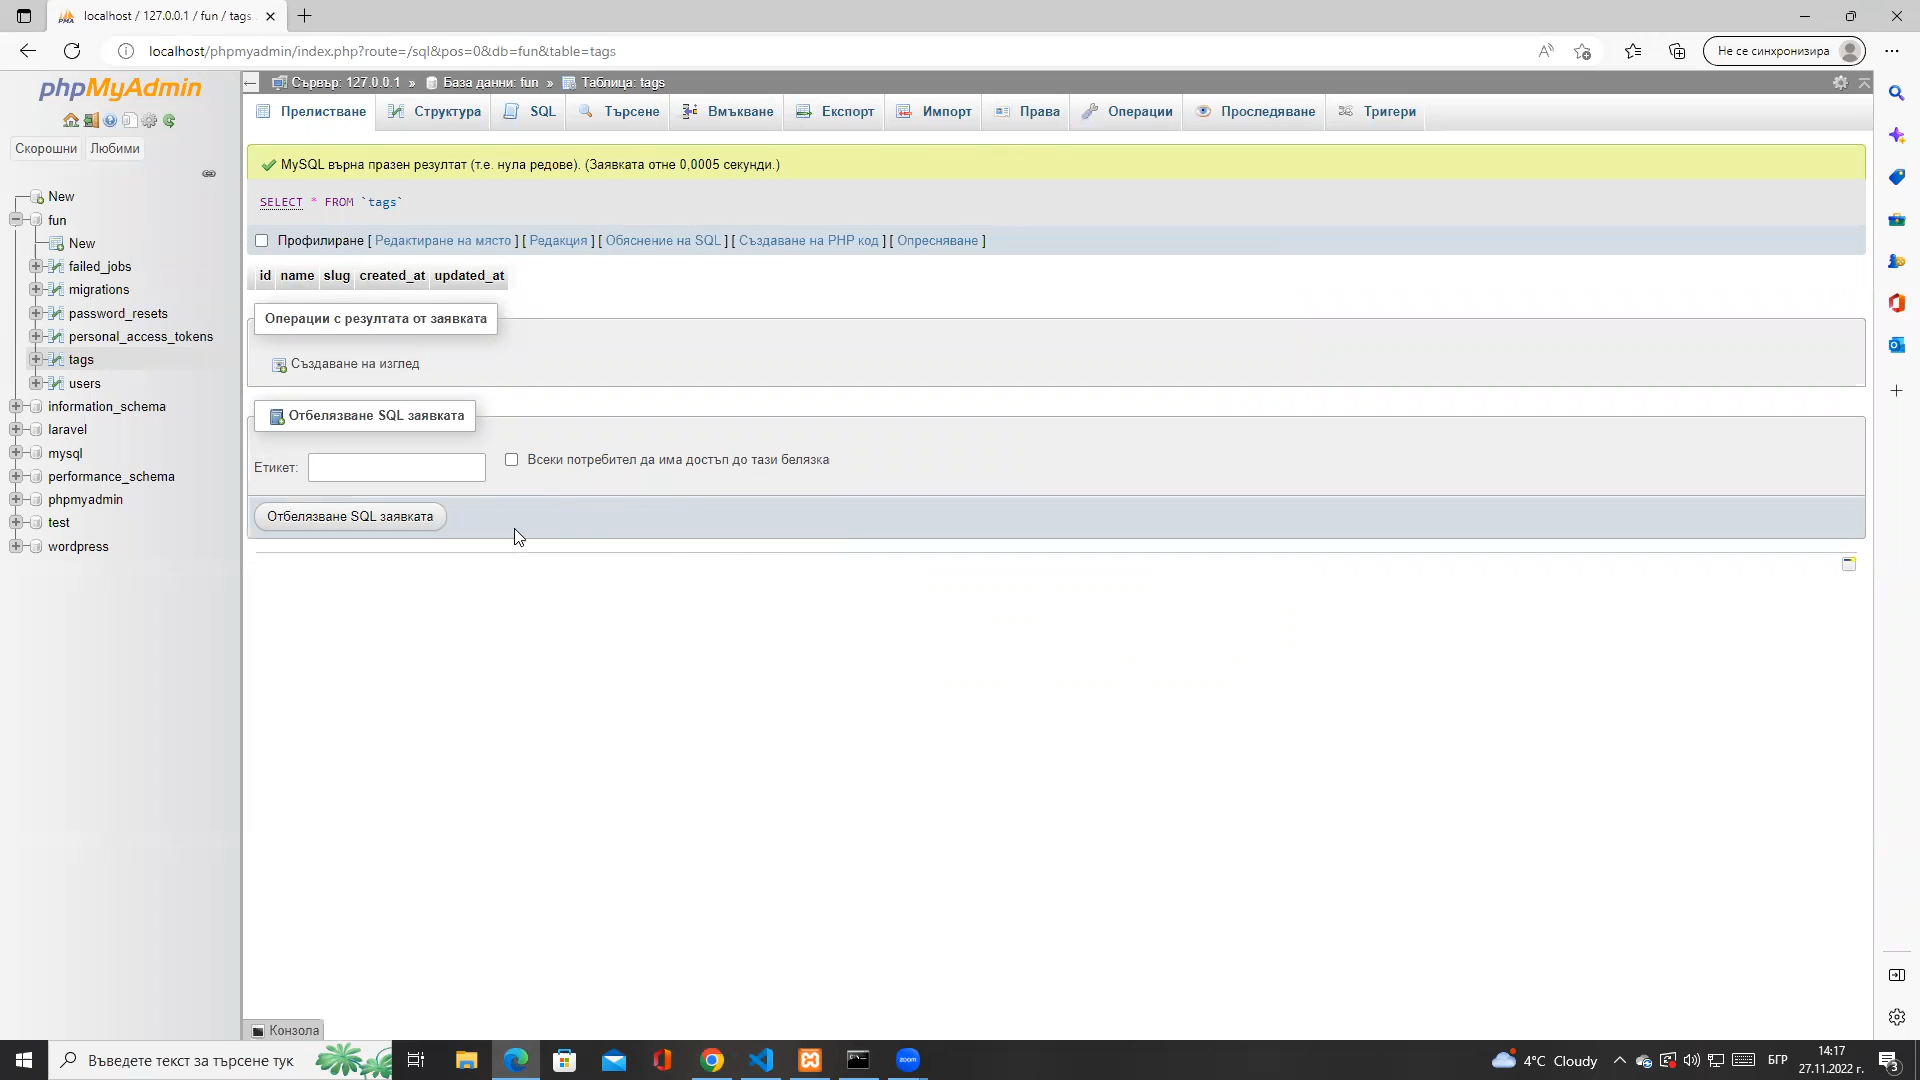 localhost / 127.0.0.1 / fun / tags
localhost/phpmyadmin/index.php?route=/sql&pos=0&db=fun&table=tags
Не се синхронизира
phpMyAdmin
Скорошни Любими
New
fun
New
failed_jobs
migrations
password_resets
personal_access_tokens
tags
users
information_schema
laravel
mysql
performance_schema
phpmyadmin
test
wordpress
Сървър: 127.0.0.1 » База данни: fun » Таблица: tags
Прелистване Структура SQL Търсене Вмъкване Експорт Импорт Права Операции Проследяване Тригери
MySQL върна празен резултат (т.е. нула редове). (Заявката отне 0,0005 секунди.)
SELECT * FROM `tags`
Профилиране [ Редактиране на място ] [ Редакция ] [ Обяснение на SQL ] [ Създаване на PHP код ] [ Опресняване ]
id name slug created_at updated_at
Операции с резултата от заявката
Създаване на изглед
Отбелязване SQL заявката
Етикет:
Всеки потребител да има достъп до тази белязка
Отбелязване SQL заявката
Конзола
Въведете текст за търсене тук
zoom
4°C Cloudy
БГР
14:17
27.11.2022 г.
3